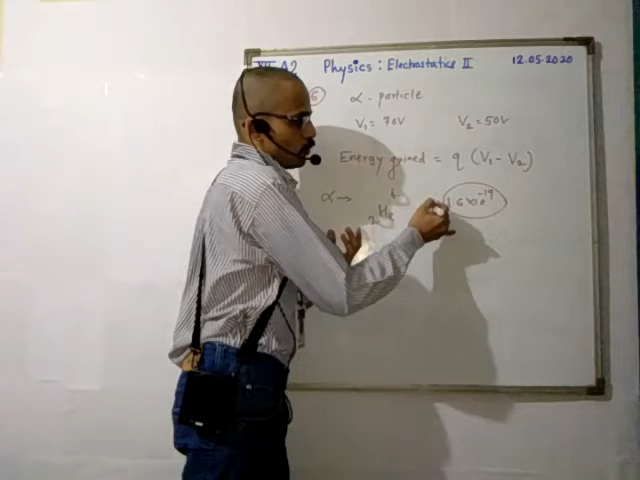 XII A2 Physics: Electrostatics II 12.05.2020
6 α - particle
V₁ = 70V V₂ = 50V
Energy gained = q (V₁ - V₂)
α → ₂He⁴ 1.6×10⁻¹⁹